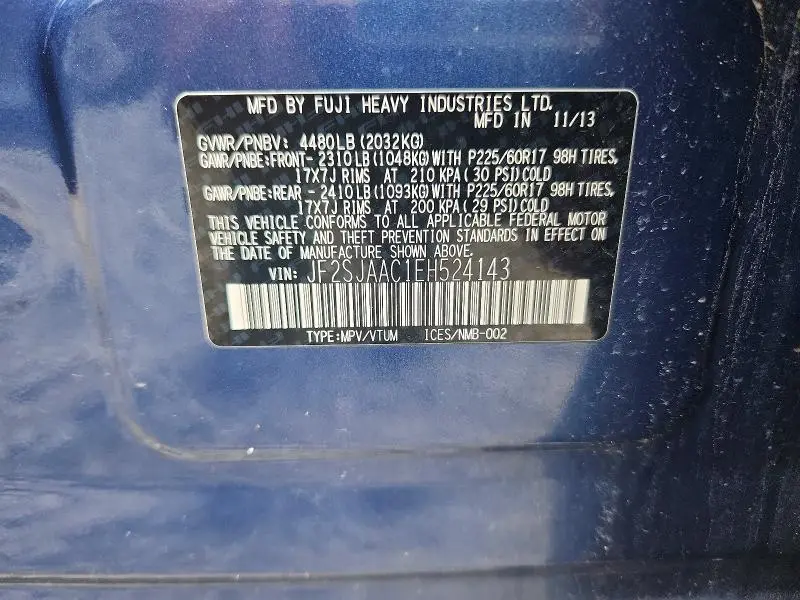 MFD BY FUJI HEAVY INDUSTRIES LTD.
MFD IN 11/13
GVWR/PNBV: 4480LB(2032KG)
GAWR/PNBE:FRONT- 2310LB(1048KG)WITH P225/60R17 98H TIRES,
17X7J RIMS AT 210 KPA(30 PSI)COLD
GAWR/PNBE:REAR - 2410LB(1093KG)WITH P225/60R17 98H TIRES,
17X7J RIMS AT 200 KPA(29 PSI)COLD
THIS VEHICLE CONFORMS TO ALL APPLICABLE FEDERAL MOTOR
VEHICLE SAFETY AND THEFT PREVENTION STANDARDS IN EFFECT ON
THE DATE OF MANUFACTURE SHOWN ABOVE.
VIN: JF2SJAAC1EH524143
TYPE:MPV/VTUM ICES/NMB-002